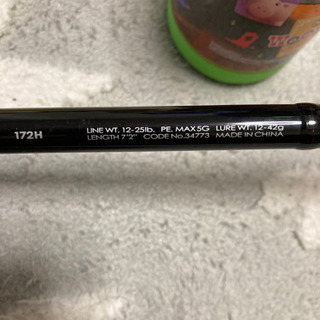 172H
LINE WT. 12-25lb. PE. MAX5G LURE WT. 12-42g
LENGTH 7'2" CODE No.34773 MADE IN CHINA